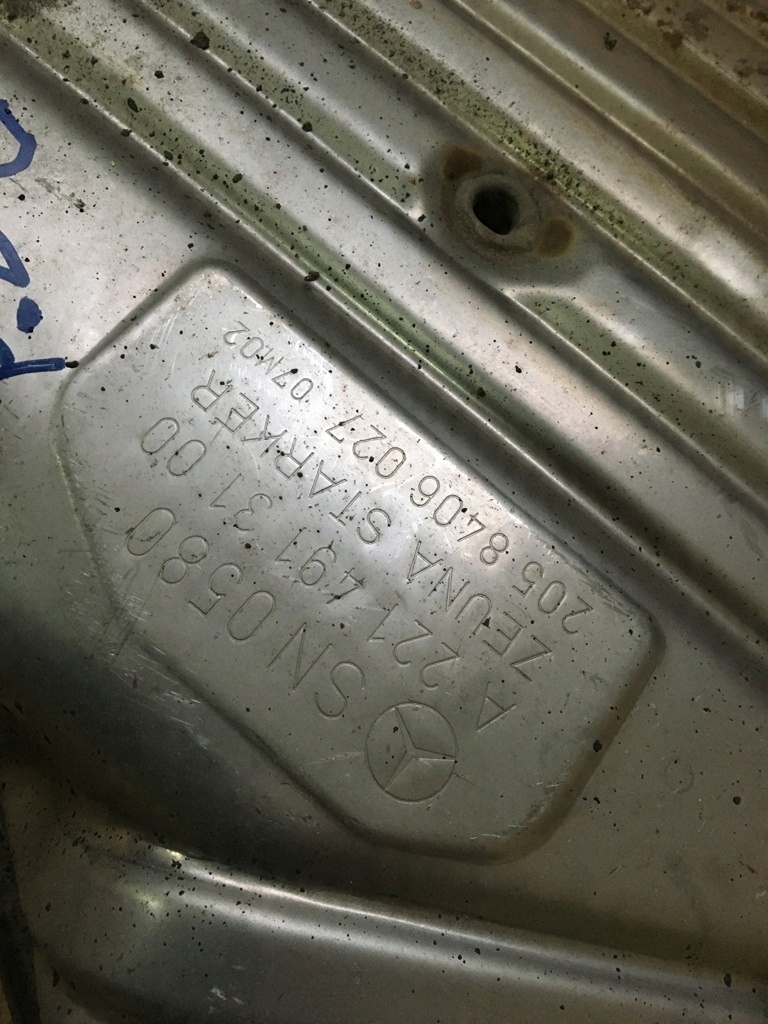 SN 0580
A 221 491 31 00
ZEUNA STARKER
205 8406 027 07M02